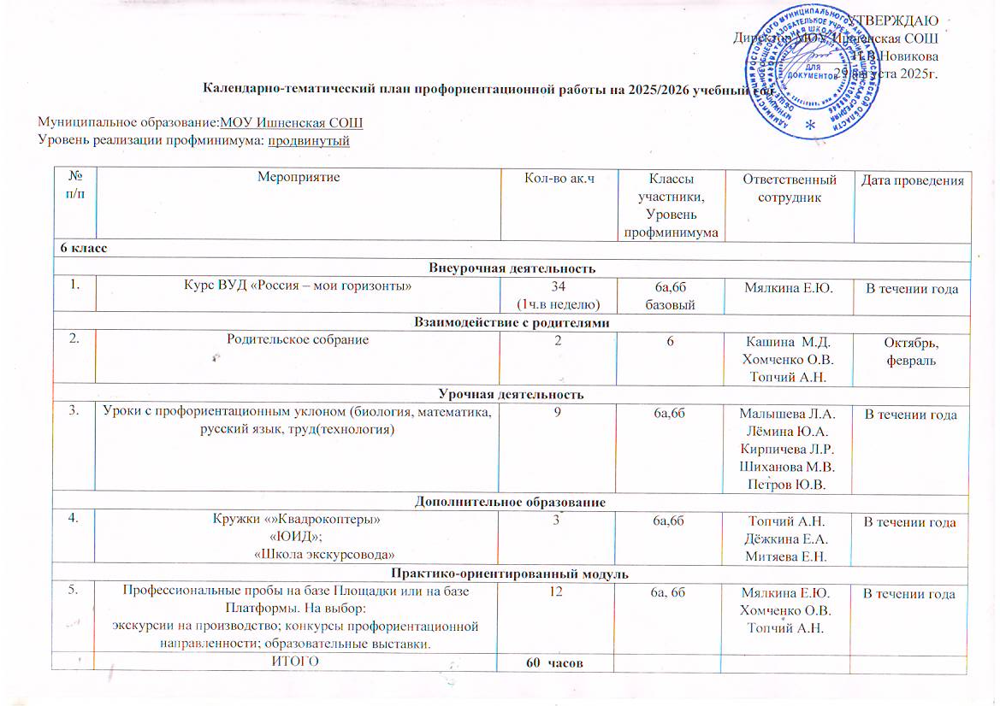 УТВЕРЖДАЮ
Директор МОУ Ишненская СОШ
Н.В.Новикова
29 августа 2025г.
ДЛЯ
ДОКУМЕНТОВ
Календарно-тематический план профориентационной работы на 2025/2026 учебный год
Муниципальное образование:МОУ Ишненская СОШ
Уровень реализации профминимума: продвинутый
№ Мероприятие Кол-во ак.ч Классы Ответственный Дата проведения
п/п участники, сотрудник
Уровень
профминимума
6 класс
Внеурочная деятельность
1. Курс ВУД «Россия – мои горизонты» 34 6а,6б Мялкина Е.Ю. В течении года
(1ч.в неделю) базовый
Взаимодействие с родителями
2. Родительское собрание 2 6 Кашина М.Д. Октябрь,
Хомченко О.В. февраль
Топчий А.Н.
Урочная деятельность
3. Уроки с профориентационным уклоном (биология, математика, 9 6а,6б Малышева Л.А. В течении года
русский язык, труд(технология) Лёмина Ю.А.
Кирпичева Л.Р.
Шиханова М.В.
Петров Ю.В.
Дополнительное образование
4. Кружки «»Квадрокоптеры» 3 6а,6б Топчий А.Н. В течении года
«ЮИД»; Дёжкина Е.А.
«Школа экскурсовода» Митяева Е.Н.
Практико-ориентированный модуль
5. Профессиональные пробы на базе Площадки или на базе 12 6а, 6б Мялкина Е.Ю. В течении года
Платформы. На выбор: Хомченко О.В.
экскурсии на производство; конкурсы профориентационной Топчий А.Н.
направленности; образовательные выставки.
ИТОГО 60 часов